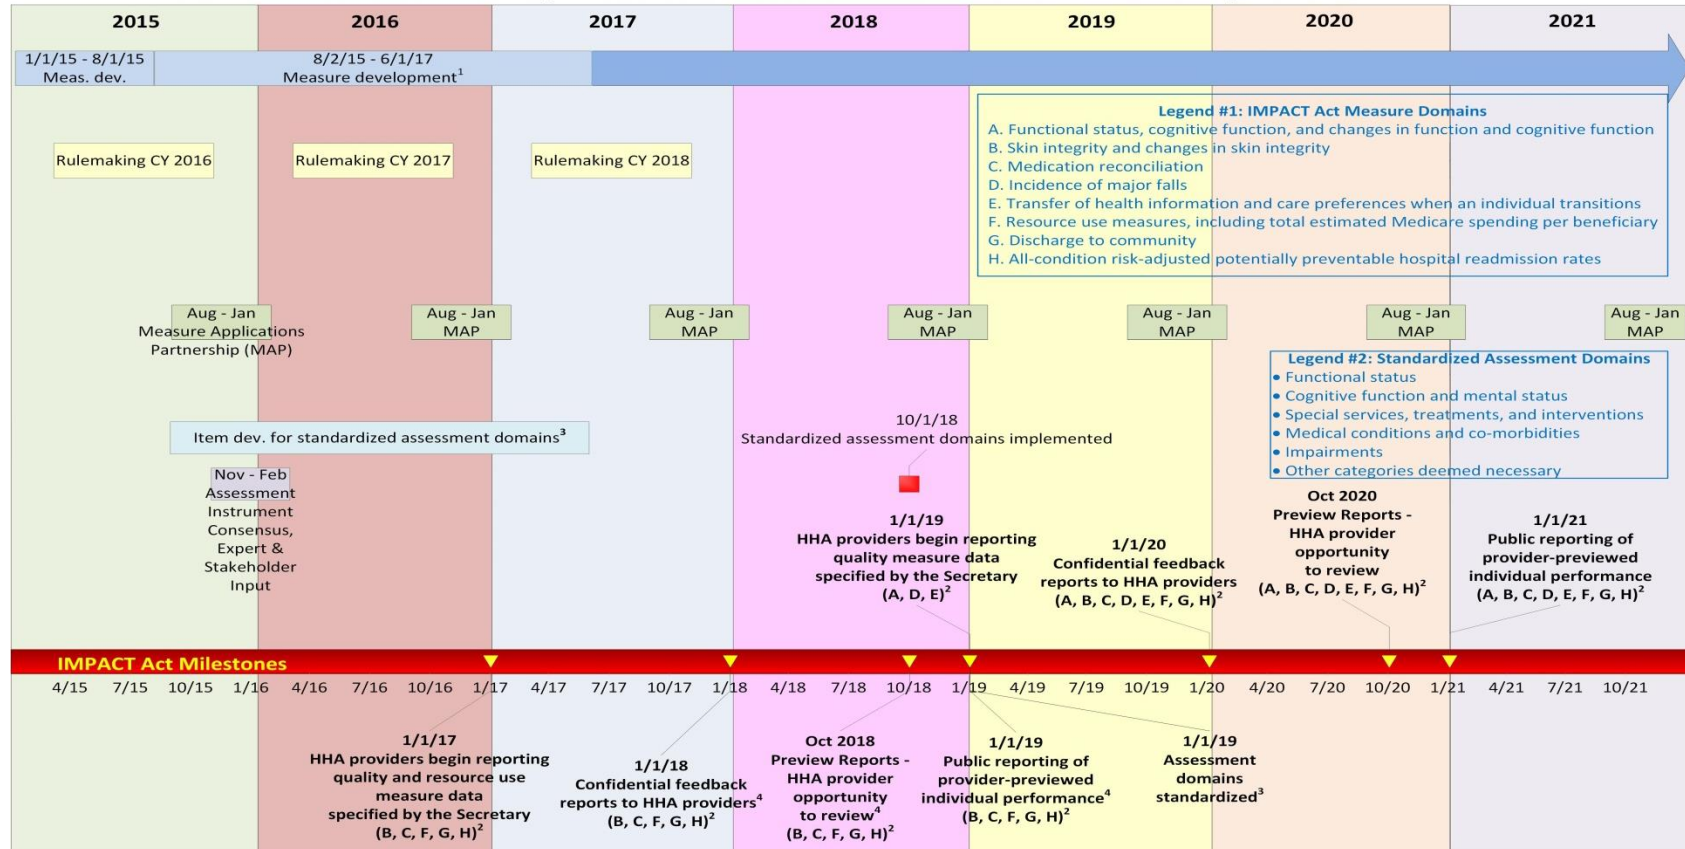 2015
2016
2017
2018
2019
2020
2021
1/1/15 - 8/1/15
Meas. dev.
8/2/15 - 6/1/17
Measure development¹
Legend #1: IMPACT Act Measure Domains
A. Functional status, cognitive function, and changes in function and cognitive function
B. Skin integrity and changes in skin integrity
C. Medication reconciliation
D. Incidence of major falls
E. Transfer of health information and care preferences when an individual transitions
F. Resource use measures, including total estimated Medicare spending per beneficiary
G. Discharge to community
H. All-condition risk-adjusted potentially preventable hospital readmission rates
Rulemaking CY 2016
Rulemaking CY 2017
Rulemaking CY 2018
Aug - Jan
Measure Applications
Partnership (MAP)
Aug - Jan
MAP
Aug - Jan
MAP
Aug - Jan
MAP
Aug - Jan
MAP
Aug - Jan
MAP
Aug - Jan
MAP
Legend #2: Standardized Assessment Domains
• Functional status
• Cognitive function and mental status
• Special services, treatments, and interventions
• Medical conditions and co-morbidities
• Impairments
• Other categories deemed necessary
Item dev. for standardized assessment domains³
10/1/18
Standardized assessment domains implemented
Nov - Feb
Assessment
Instrument
Consensus,
Expert &
Stakeholder
Input
1/1/19
HHA providers begin reporting
quality measure data
specified by the Secretary
(A, D, E)²
1/1/20
Confidential feedback
reports to HHA providers
(A, B, C, D, E, F, G, H)²
Oct 2020
Preview Reports -
HHA provider
opportunity
to review
(A, B, C, D, E, F, G, H)²
1/1/21
Public reporting of
provider-previewed
individual performance
(A, B, C, D, E, F, G, H)²
IMPACT Act Milestones
4/15 7/15 10/15 1/16 4/16 7/16 10/16 1/17 4/17 7/17 10/17 1/18 4/18 7/18 10/18 1/19 4/19 7/19 10/19 1/20 4/20 7/20 10/20 1/21 4/21 7/21 10/21
1/1/17
HHA providers begin reporting
quality and resource use
measure data
specified by the Secretary
(B, C, F, G, H)²
1/1/18
Confidential feedback
reports to HHA providers⁴
(B, C, F, G, H)²
Oct 2018
Preview Reports -
HHA provider
opportunity
to review⁴
(B, C, F, G, H)²
1/1/19
Public reporting of
provider-previewed
individual performance⁴
(B, C, F, G, H)²
1/1/19
Assessment
domains
standardized³